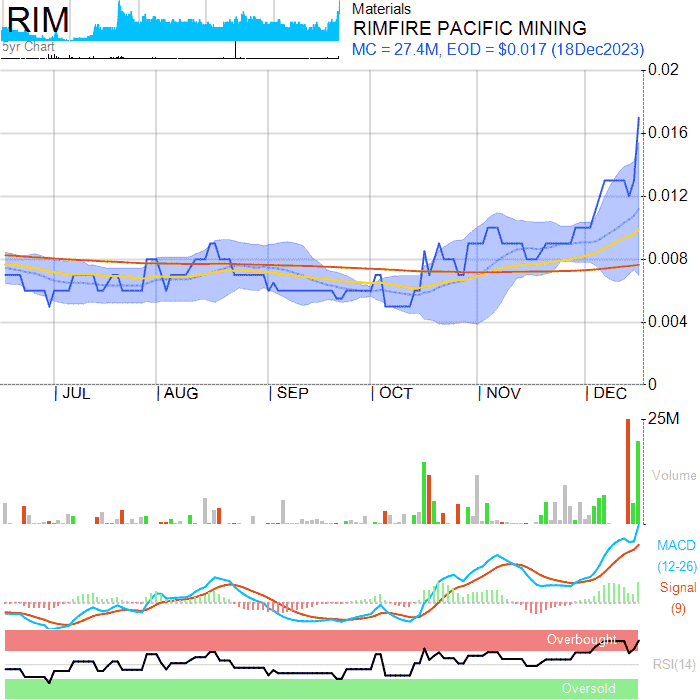 RIM
5yr Chart
Materials
RIMFIRE PACIFIC MINING
MC = 27.4M, EOD = $0.017 (18Dec2023)
0.02
0.016
0.012
0.008
0.004
0
JUL AUG SEP OCT NOV DEC
25M
Volume
MACD
(12-26)
Signal
(9)
Overbought
RSI(14)
Oversold